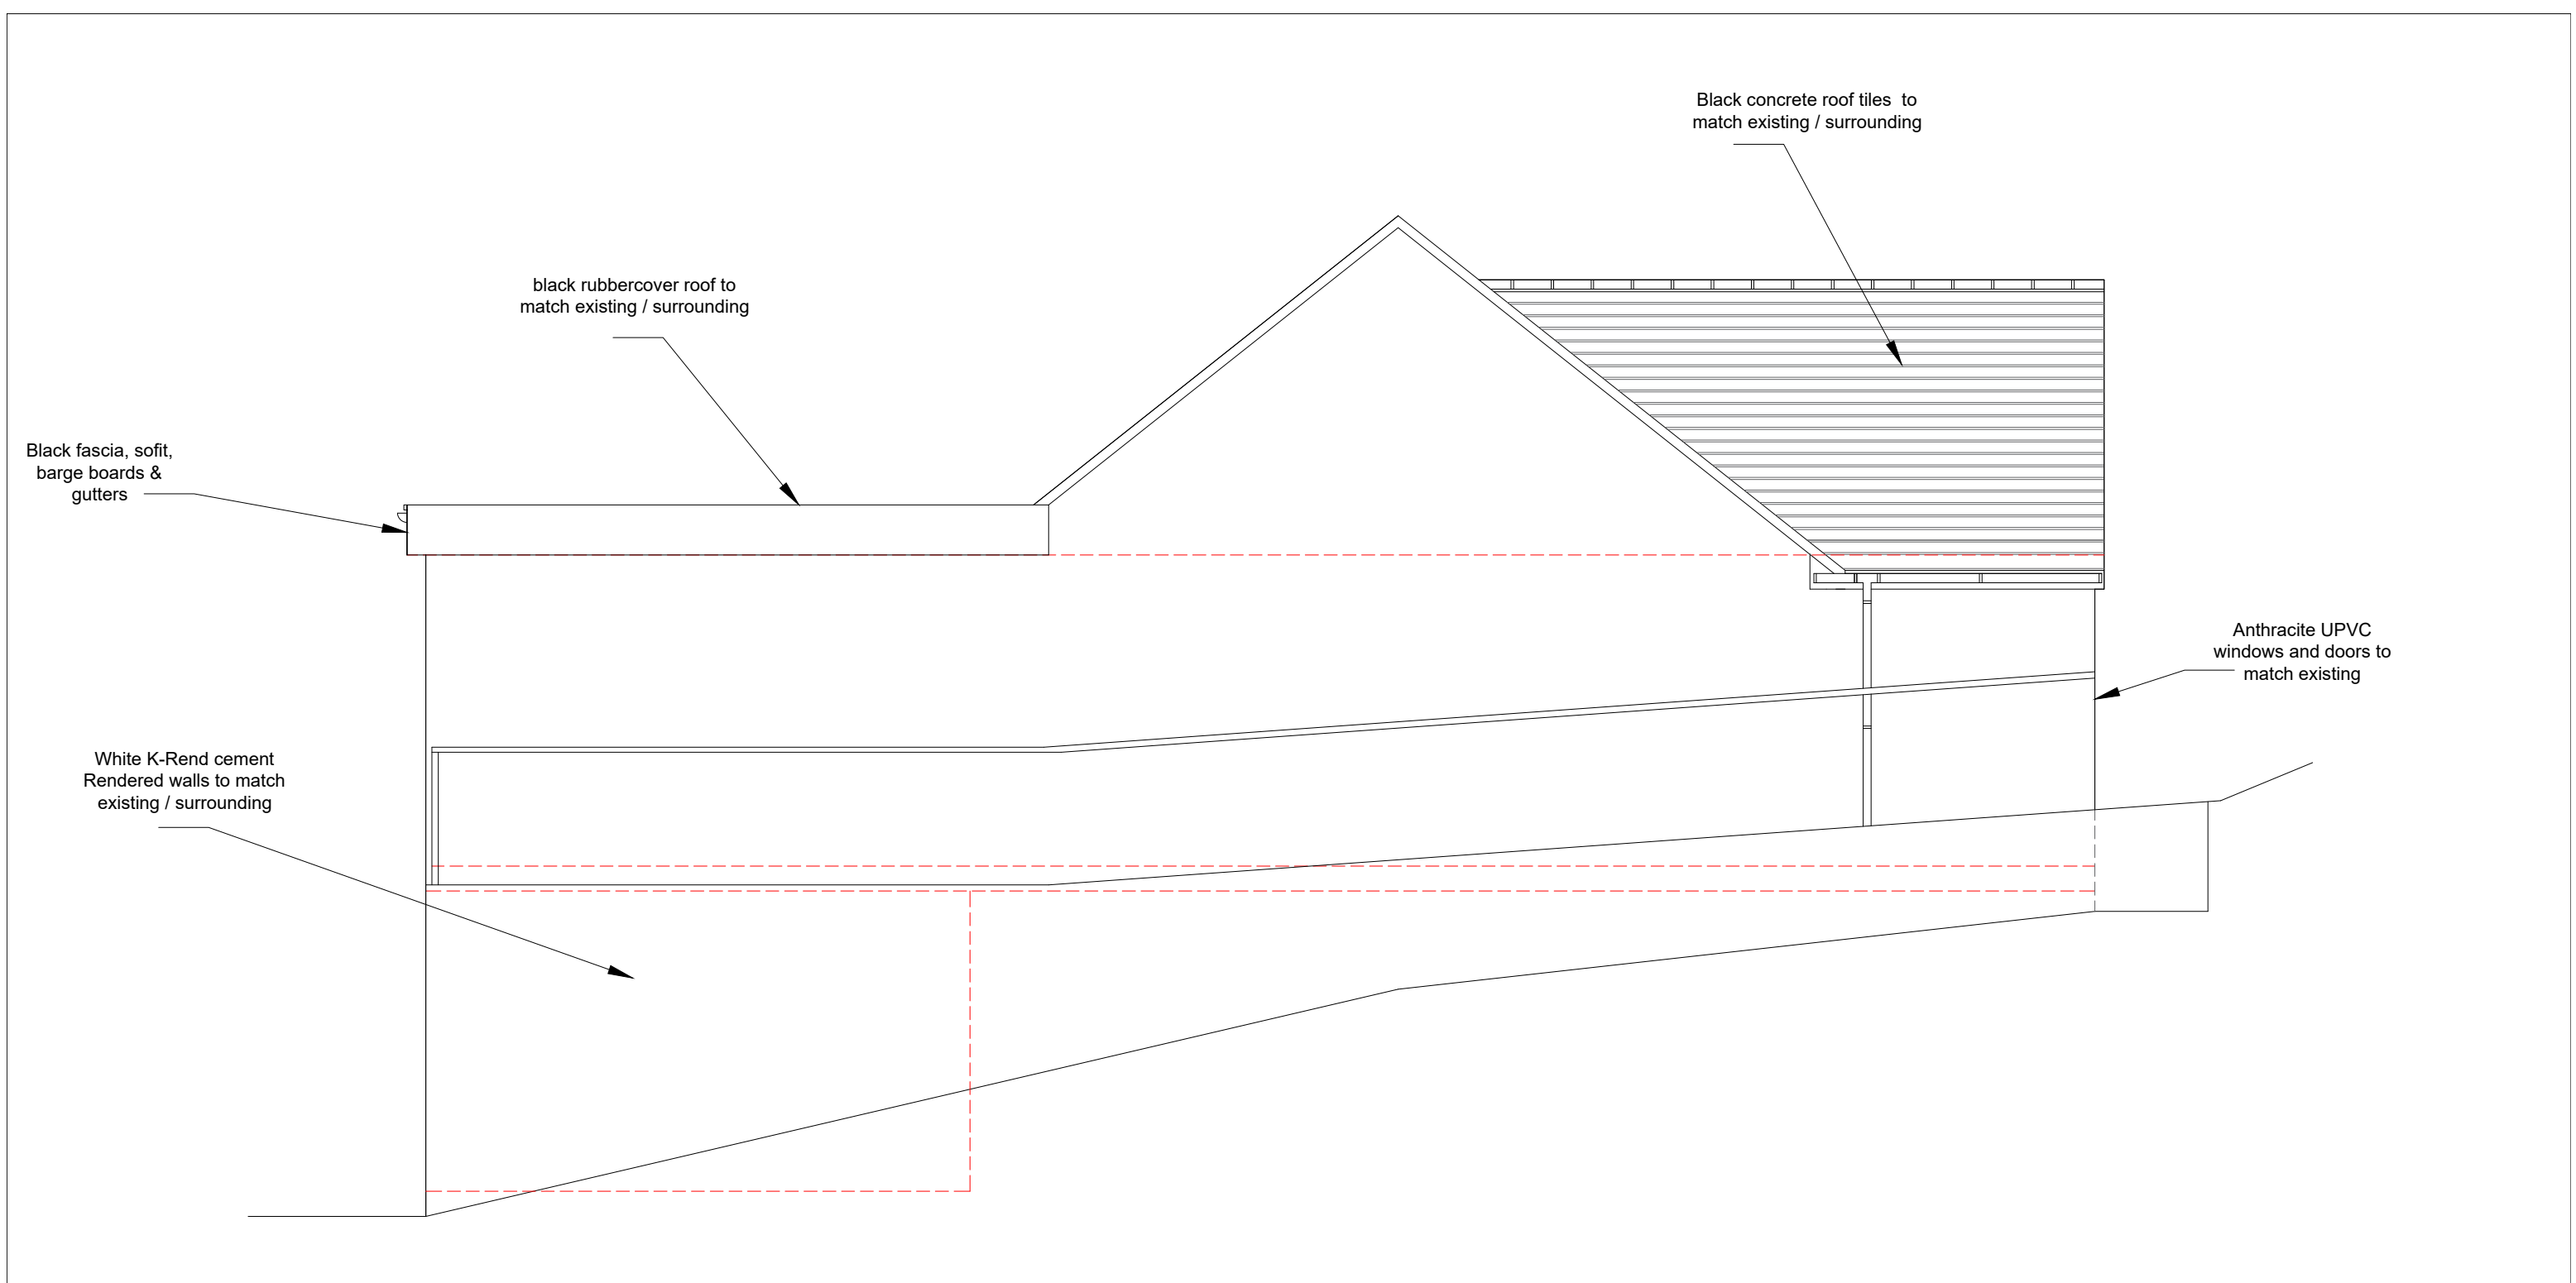 Black concrete roof tiles  to
match existing / surrounding
black rubbercover roof to
match existing / surrounding
Black fascia, sofit,
barge boards &
gutters
Anthracite UPVC
windows and doors to
match existing
White K-Rend cement
Rendered walls to match
existing / surrounding